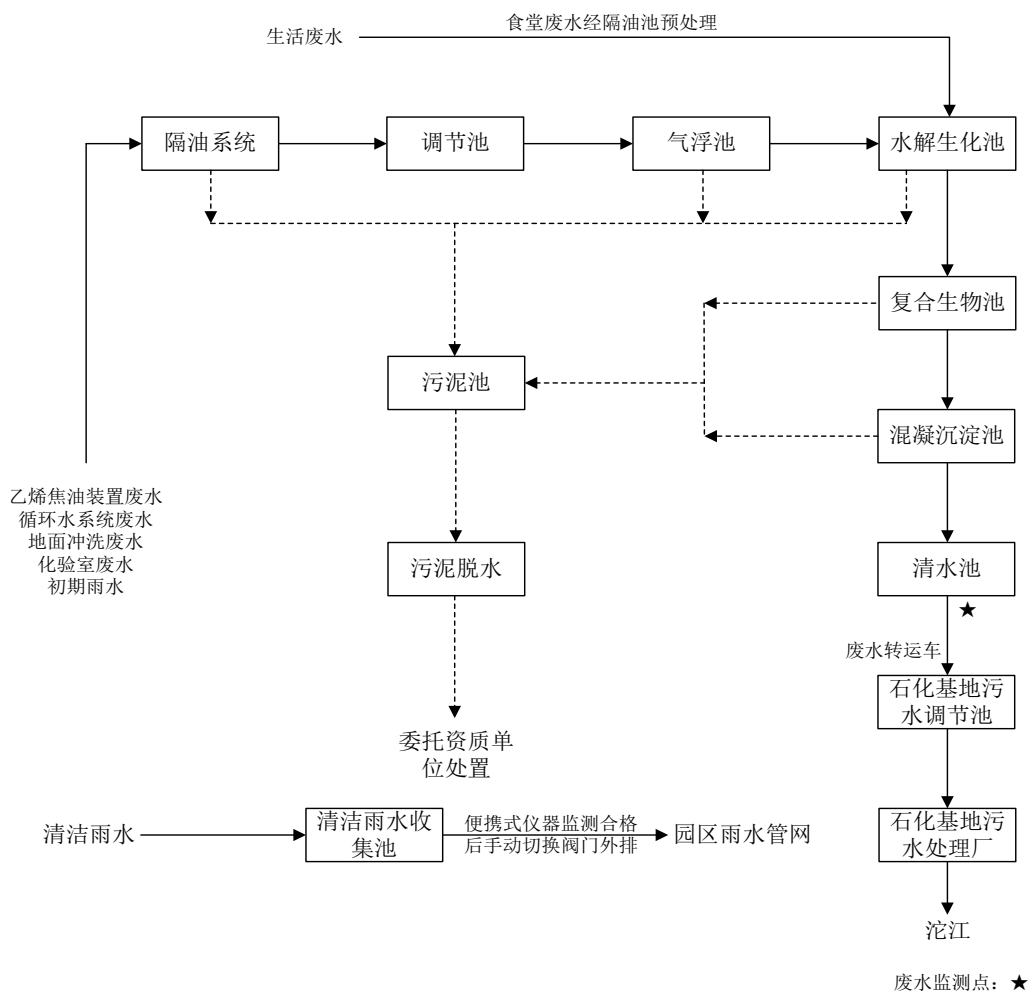 食堂废水经隔油池预处理
生活废水
隔油系统
调节池
气浮池
水解生化池
复合生物池
污泥池
混凝沉淀池
乙烯焦油装置废水
循环水系统废水
地面冲洗废水
化验室废水
初期雨水
污泥脱水
清水池
★
废水转运车
石化基地污
水调节池
委托资质单
位处置
清洁雨水
清洁雨水收
集池
便携式仪器监测合格
后手动切换阀门外排
园区雨水管网
石化基地污
水处理厂
沱江
废水监测点：★